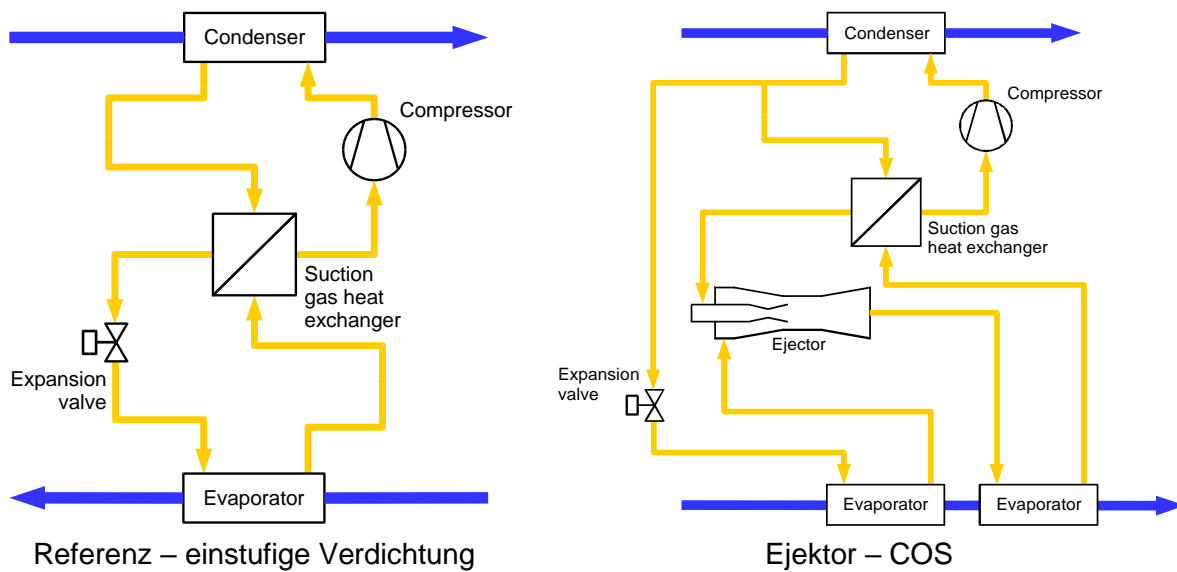 Condenser
Compressor
Suction
gas heat
exchanger
Expansion
valve
Evaporator
Referenz – einstufige Verdichtung
Condenser
Compressor
Suction gas
heat exchanger
Ejector
Expansion
valve
Evaporator
Evaporator
Ejektor – COS